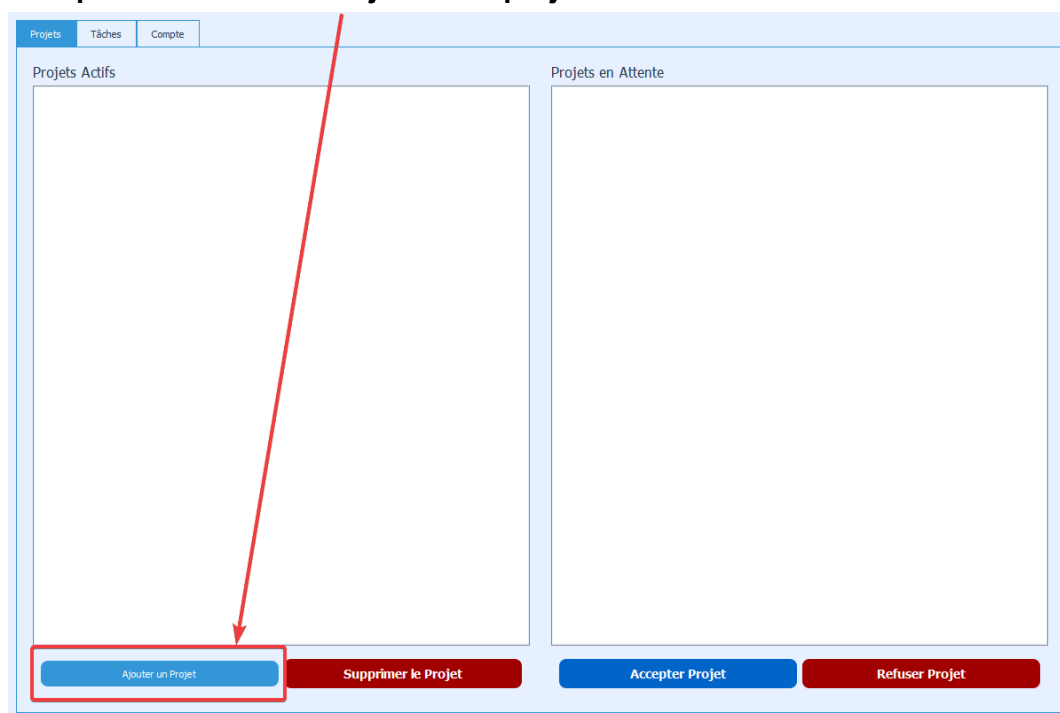 Projets Tâches Compte
Projets Actifs Projets en Attente
Ajouter un Projet Supprimer le Projet Accepter Projet Refuser Projet